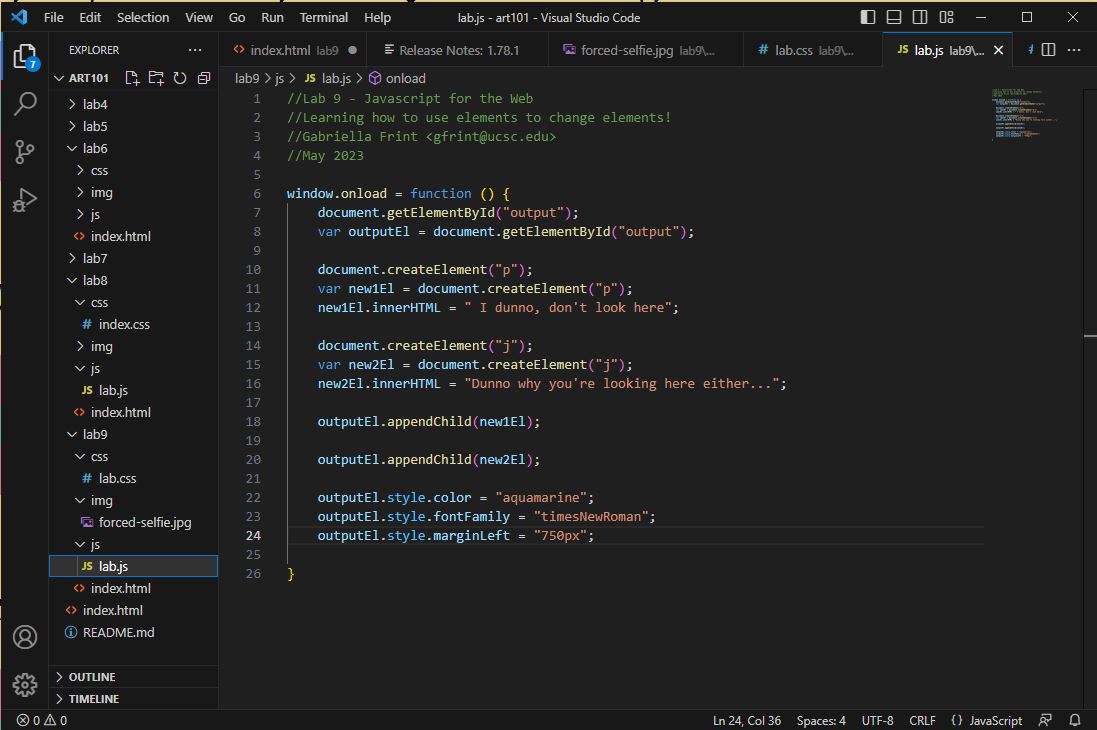 File Edit Selection View Go Run Terminal Help lab.js - art101 - Visual Studio Code
EXPLORER ...
index.html lab9 Release Notes: 1.78.1 forced-selfie.jpg lab9\... # lab.css lab9\... JS lab.js lab9\...
7
ART101
lab9 > js > JS lab.js > onload
lab4
lab5
lab6
css
img
js
index.html
lab7
lab8
css
# index.css
img
js
JS lab.js
index.html
lab9
css
# lab.css
img
forced-selfie.jpg
js
JS lab.js
index.html
index.html
README.md
OUTLINE
TIMELINE
1 //Lab 9 - Javascript for the Web
2 //Learning how to use elements to change elements!
3 //Gabriella Frint <gfrint@ucsc.edu>
4 //May 2023
5
6 window.onload = function () {
7 document.getElementById("output");
8 var outputEl = document.getElementById("output");
9
10 document.createElement("p");
11 var new1El = document.createElement("p");
12 new1El.innerHTML = " I dunno, don't look here";
13
14 document.createElement("j");
15 var new2El = document.createElement("j");
16 new2El.innerHTML = "Dunno why you're looking here either...";
17
18 outputEl.appendChild(new1El);
19
20 outputEl.appendChild(new2El);
21
22 outputEl.style.color = "aquamarine";
23 outputEl.style.fontFamily = "timesNewRoman";
24 outputEl.style.marginLeft = "750px";
25
26 }
0 0 Ln 24, Col 36 Spaces: 4 UTF-8 CRLF {} JavaScript